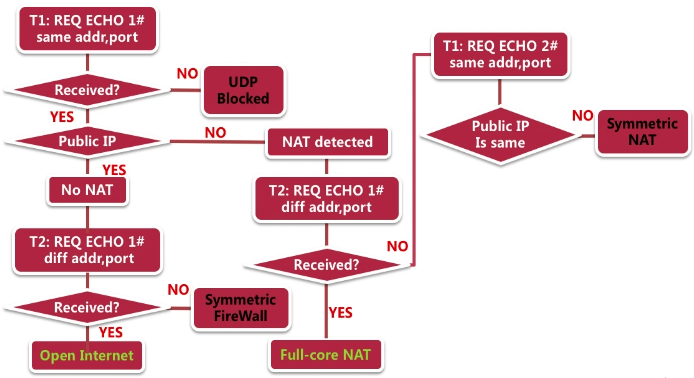 T1: REQ ECHO 1#
same addr,port
Received?
NO
UDP
Blocked
YES
Public IP
NO
NAT detected
YES
No NAT
T2: REQ ECHO 1#
diff addr,port
Received?
NO
Symmetric
FireWall
YES
Open Internet
T2: REQ ECHO 1#
diff addr,port
Received?
NO
YES
Full-core NAT
T1: REQ ECHO 2#
same addr,port
Public IP
Is same
NO
Symmetric
NAT